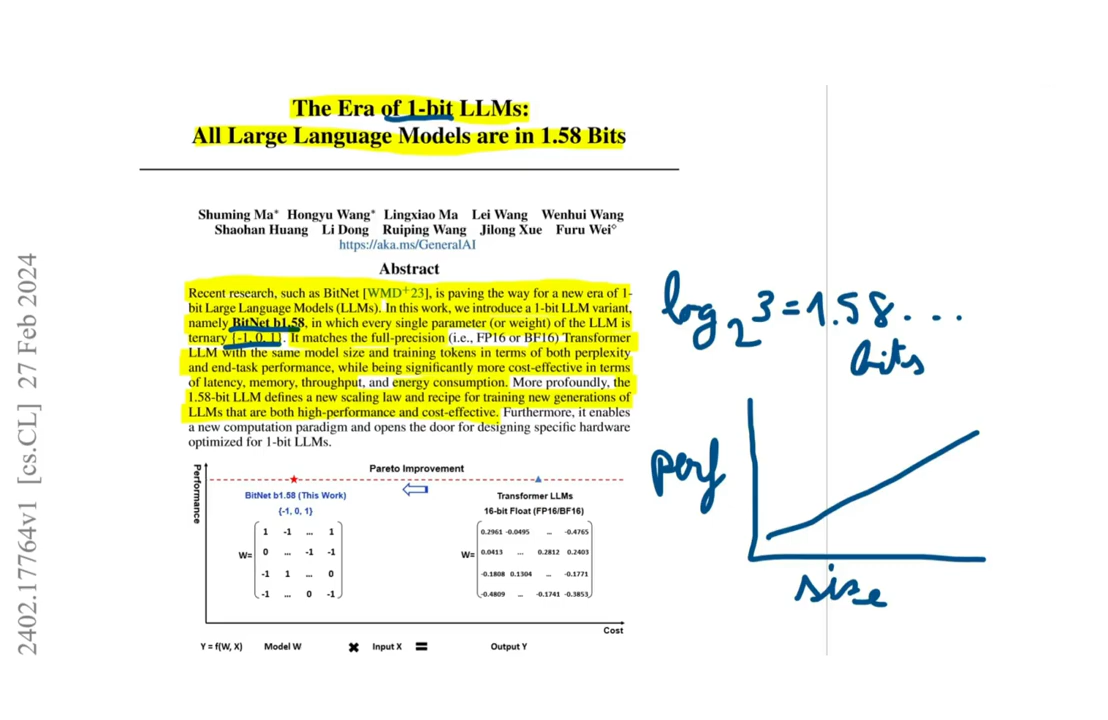 The Era of 1-bit LLMs:
All Large Language Models are in 1.58 Bits
Shuming Ma* Hongyu Wang* Lingxiao Ma Lei Wang Wenhui Wang
Shaohan Huang Li Dong Ruiping Wang Jilong Xue Furu Wei⋄
https://aka.ms/GeneralAI
Abstract
Recent research, such as BitNet [WMD+23], is paving the way for a new era of 1-
bit Large Language Models (LLMs). In this work, we introduce a 1-bit LLM variant,
namely BitNet b1.58, in which every single parameter (or weight) of the LLM is
ternary {-1, 0, 1}. It matches the full-precision (i.e., FP16 or BF16) Transformer
LLM with the same model size and training tokens in terms of both perplexity
and end-task performance, while being significantly more cost-effective in terms
of latency, memory, throughput, and energy consumption. More profoundly, the
1.58-bit LLM defines a new scaling law and recipe for training new generations of
LLMs that are both high-performance and cost-effective. Furthermore, it enables
a new computation paradigm and opens the door for designing specific hardware
optimized for 1-bit LLMs.
Performance
Pareto Improvement
BitNet b1.58 (This Work)
{-1, 0, 1}
W=
1 -1 ... 1
0 ... -1 -1
-1 1 ... 0
-1 ... 0 -1
Transformer LLMs
16-bit Float (FP16/BF16)
W=
0.2961 -0.0495 ... -0.4765
0.0413 ... 0.2812 0.2403
-0.1808 0.1304 ... -0.1771
-0.4809 ... -0.1741 -0.3853
Cost
Y = f(W, X) Model W ✖ Input X = Output Y
2402.17764v1 [cs.CL] 27 Feb 2024
log₂3=1.58...
bits
perf
size